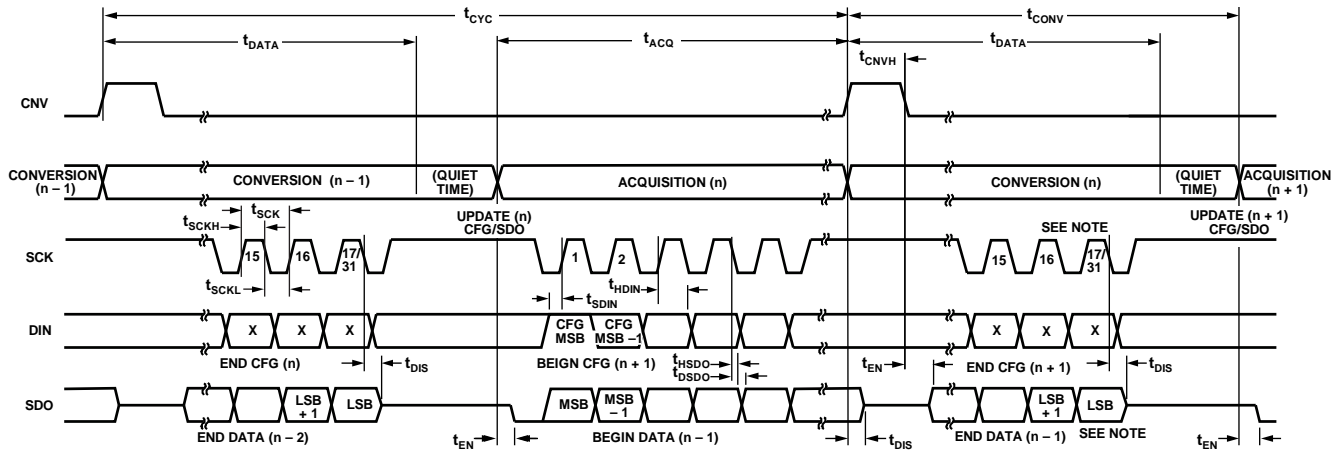 tCYC tCONV
tDATA tACQ tDATA
tCNVH
CNV
CONVERSION (n – 1) CONVERSION (n – 1) (QUIET TIME) ACQUISITION (n) CONVERSION (n) (QUIET TIME) ACQUISITION (n + 1)
UPDATE (n) CFG/SDO UPDATE (n + 1) CFG/SDO
tSCK
tSCKH
SEE NOTE
SCK 15 16 17/31 1 2 15 16 17/31
tSCKL tHDIN
tSDIN
DIN X X X CFG MSB CFG MSB –1 X X X
END CFG (n) BEIGN CFG (n + 1) END CFG (n + 1)
tDIS tHSDO tEN tDIS
tDSDO
SDO LSB + 1 LSB MSB MSB –1 LSB + 1 LSB
END DATA (n – 2) BEGIN DATA (n – 1) END DATA (n – 1) SEE NOTE
tEN tDIS tEN